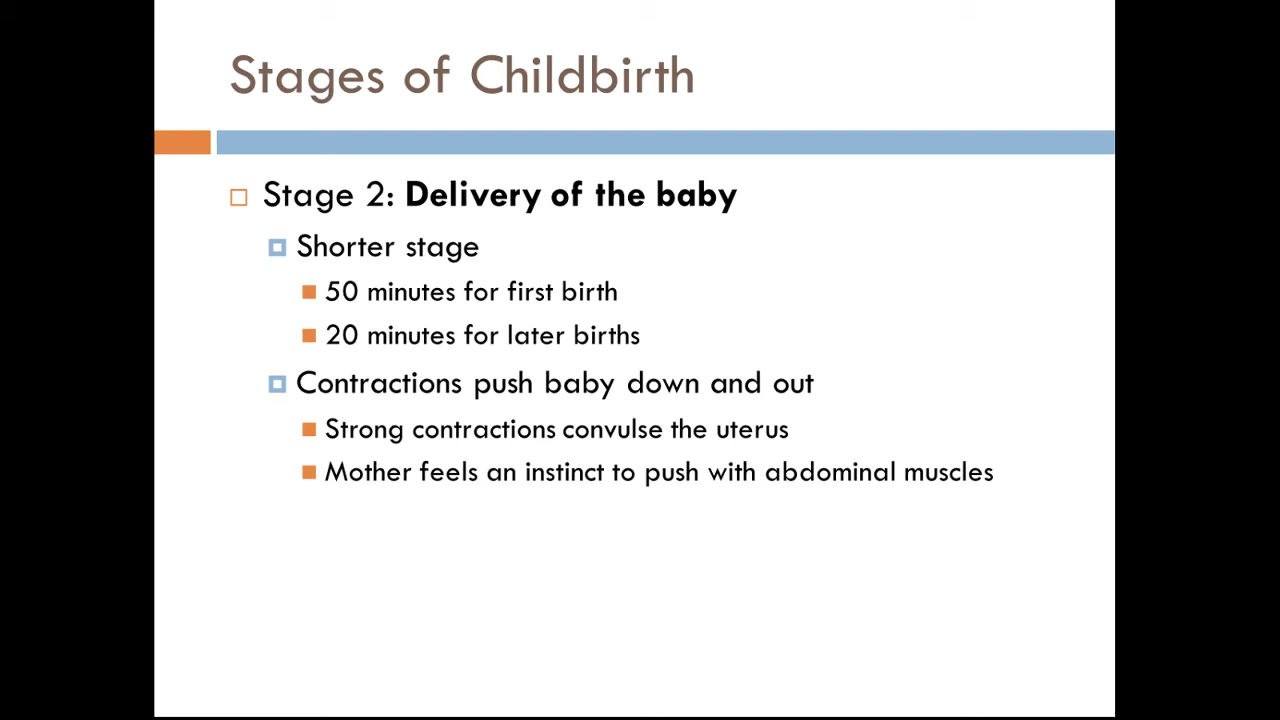 Stages of Childbirth
Stage 2: Delivery of the baby
Shorter stage
50 minutes for first birth
20 minutes for later births
Contractions push baby down and out
Strong contractions convulse the uterus
Mother feels an instinct to push with abdominal muscles